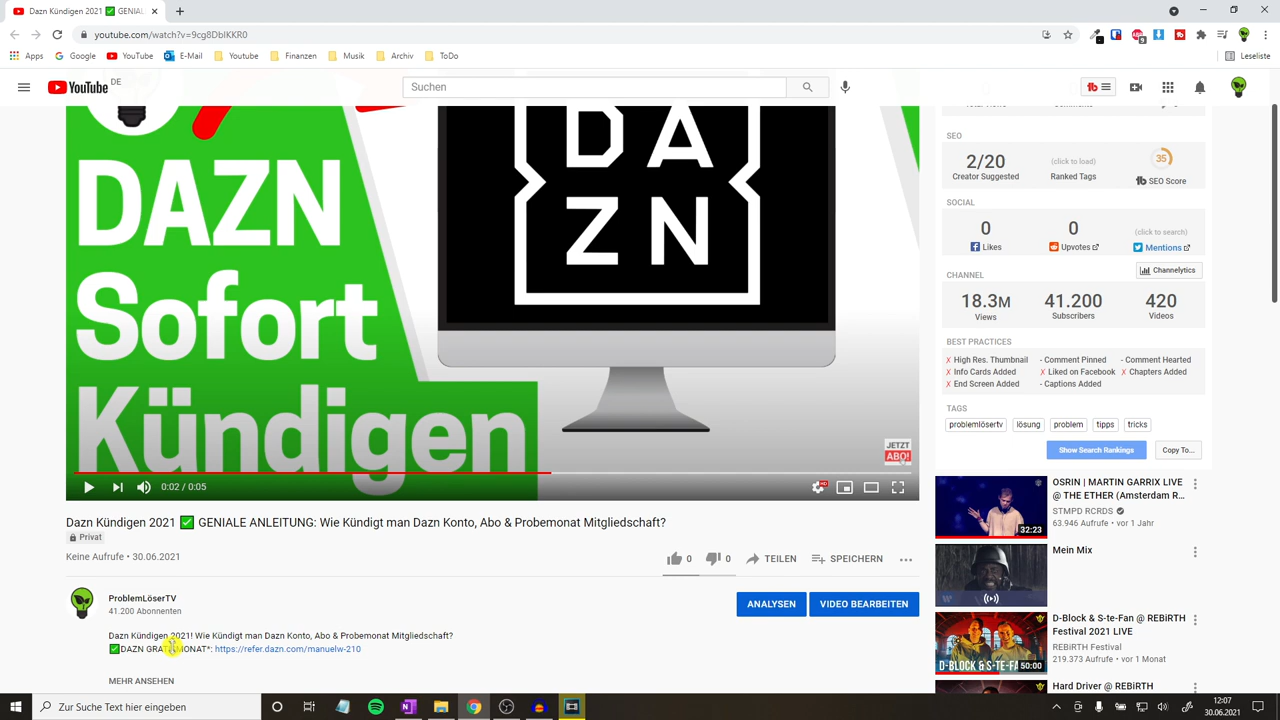 Dazn Kündigen 2021 ✅ GENIAL
youtube.com/watch?v=9cg8DbIKKR0
Apps Google YouTube E-Mail Youtube Finanzen Musik Archiv ToDo Leseliste
YouTube DE
Suchen
DAZN
Sofort
Kündigen
DA
ZN
JETZT
ABO!
0:02 / 0:05
HD
Dazn Kündigen 2021 ✅ GENIALE ANLEITUNG: Wie Kündigt man Dazn Konto, Abo & Probemonat Mitgliedschaft?
Privat
Keine Aufrufe • 30.06.2021
0 0 TEILEN SPEICHERN
ProblemLöserTV
41.200 Abonnenten
ANALYSEN VIDEO BEARBEITEN
Dazn Kündigen 2021! Wie Kündigt man Dazn Konto, Abo & Probemonat Mitgliedschaft?
✅DAZN GRATISMONAT*: https://refer.dazn.com/manuelw-210
MEHR ANSEHEN
SEO
2/20 (click to load) 35
Creator Suggested Ranked Tags SEO Score
SOCIAL
0 0 (click to search)
Likes Upvotes Mentions
CHANNEL Channelytics
18.3M 41.200 420
Views Subscribers Videos
BEST PRACTICES
X High Res. Thumbnail - Comment Pinned - Comment Hearted
X Info Cards Added X Liked on Facebook X Chapters Added
X End Screen Added - Captions Added
TAGS
problemlösertv lösung problem tipps tricks
Show Search Rankings Copy To...
OSRIN | MARTIN GARRIX LIVE
@ THE ETHER (Amsterdam R...
STMPD RCRDS
63.946 Aufrufe • vor 1 Jahr
32:23
Mein Mix
D-Block & S-te-Fan @ REBiRTH
Festival 2021 LIVE
REBiRTH Festival
219.373 Aufrufe • vor 1 Monat
D-BLOCK & S-TE-FAN
50:00
Hard Driver @ REBiRTH
Zur Suche Text hier eingeben
12:07
30.06.2021